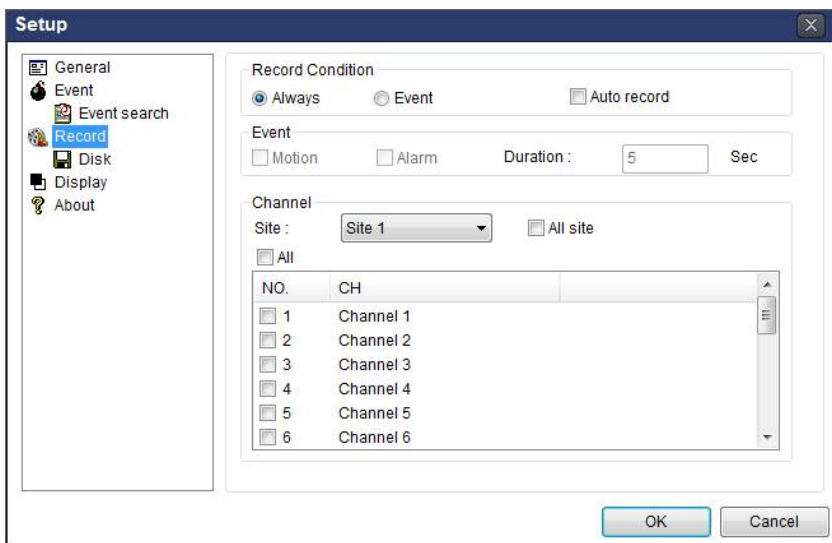 Setup
General
Event
Event search
Record
Disk
Display
About
Record Condition
Always Event Auto record
Event
Motion Alarm Duration : 5 Sec
Channel
Site : Site 1 All site
All
NO. CH
1 Channel 1
2 Channel 2
3 Channel 3
4 Channel 4
5 Channel 5
6 Channel 6
OK Cancel